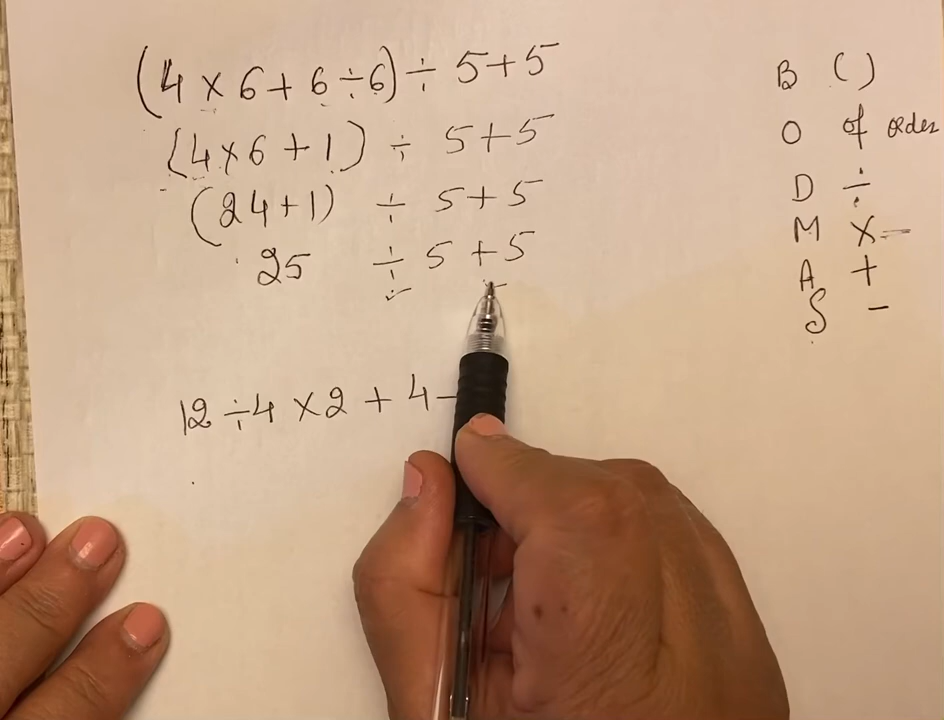 (4 × 6 + 6 ÷ 6) ÷ 5 + 5
(4 × 6 + 1) ÷ 5 + 5
(24 + 1) ÷ 5 + 5
25 ÷ 5 + 5
12 ÷ 4 × 2 + 4 -
B ( )
O of order
D ÷
M ×
A +
S -